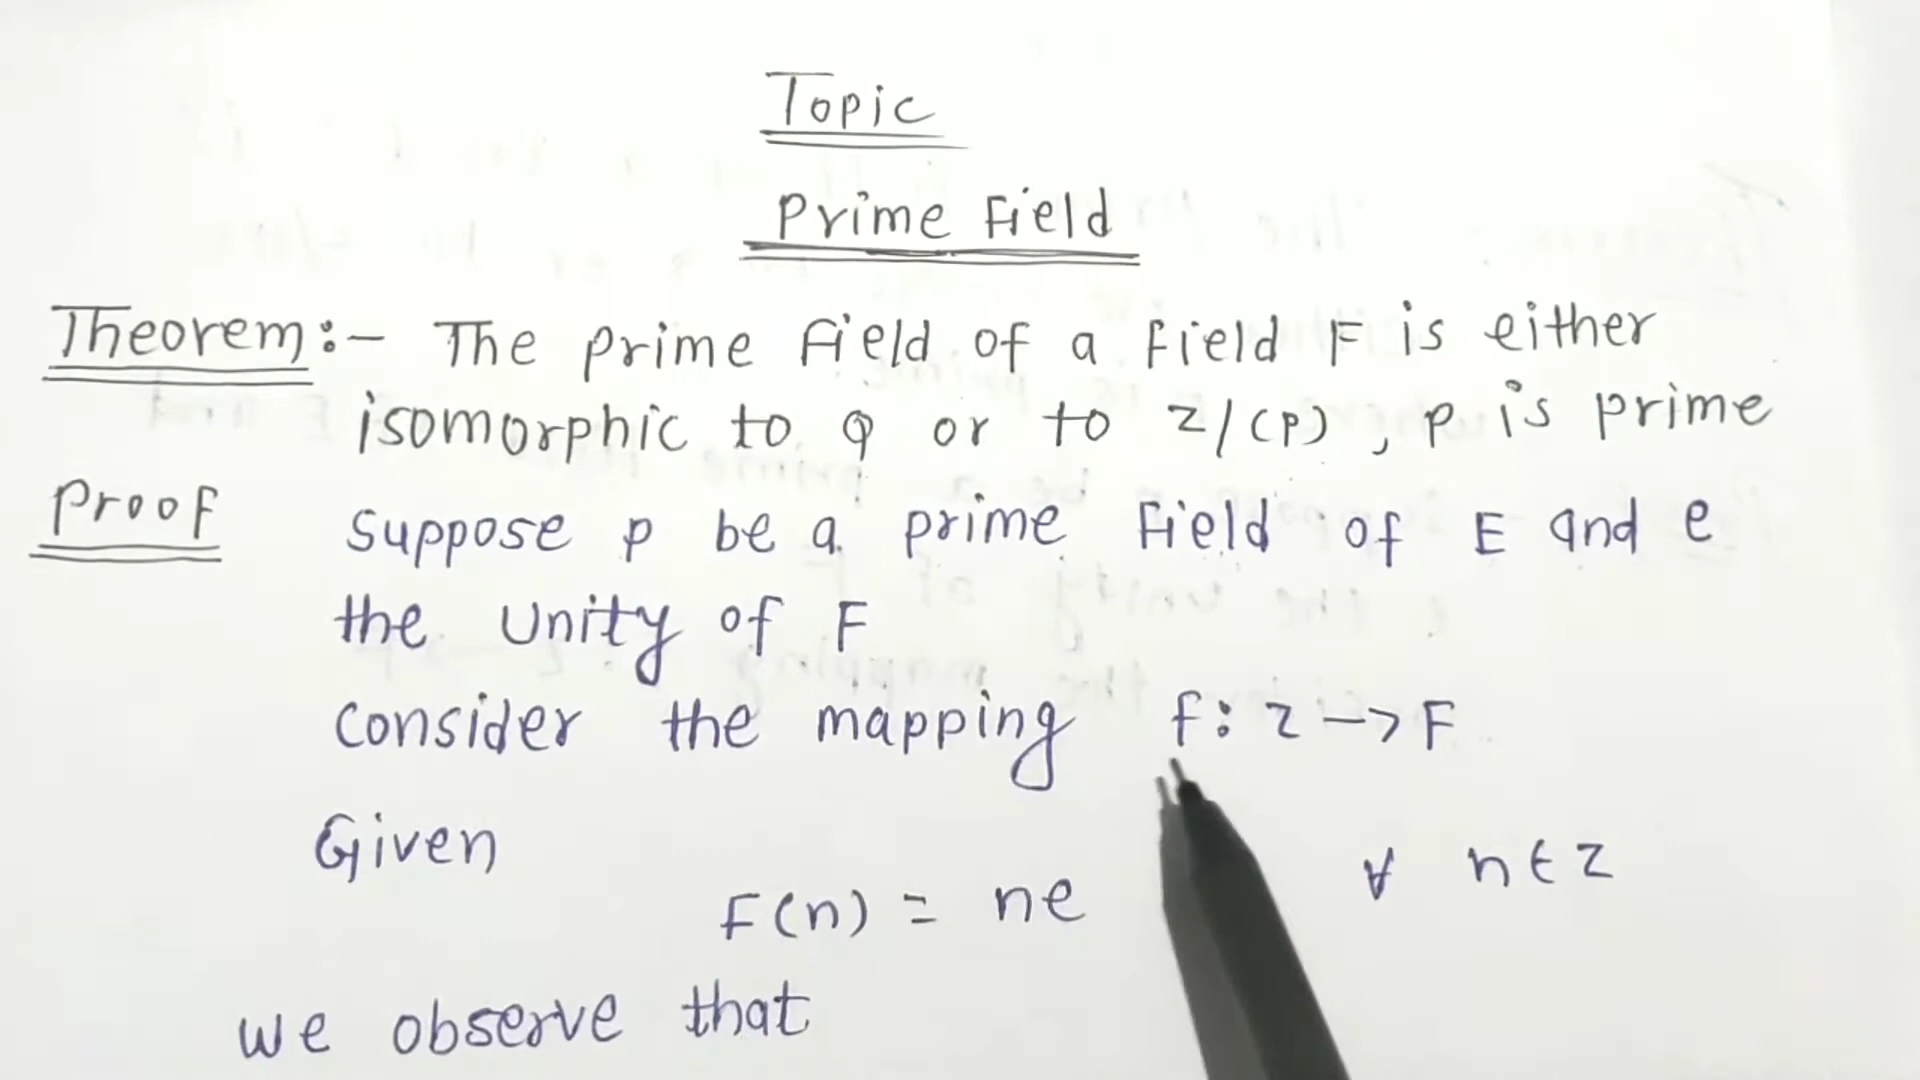 Topic
Prime Field
Theorem:- The prime field of a field F is either
isomorphic to Q or to Z/(P), p is prime
Proof
Suppose p be a prime Field of E and e
the unity of F
Consider the mapping f: Z -> F
Given
F(n) = ne ∀ n ∈ Z
we observe that